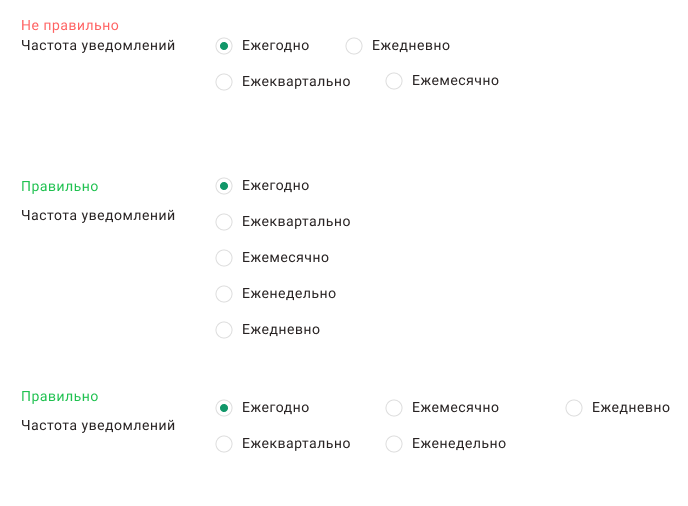 Не правильно
Частота уведомлений
Ежегодно
Ежедневно
Ежеквартально
Ежемесячно
Правильно
Частота уведомлений
Ежегодно
Ежеквартально
Ежемесячно
Еженедельно
Ежедневно
Правильно
Частота уведомлений
Ежегодно
Ежемесячно
Ежедневно
Ежеквартально
Еженедельно